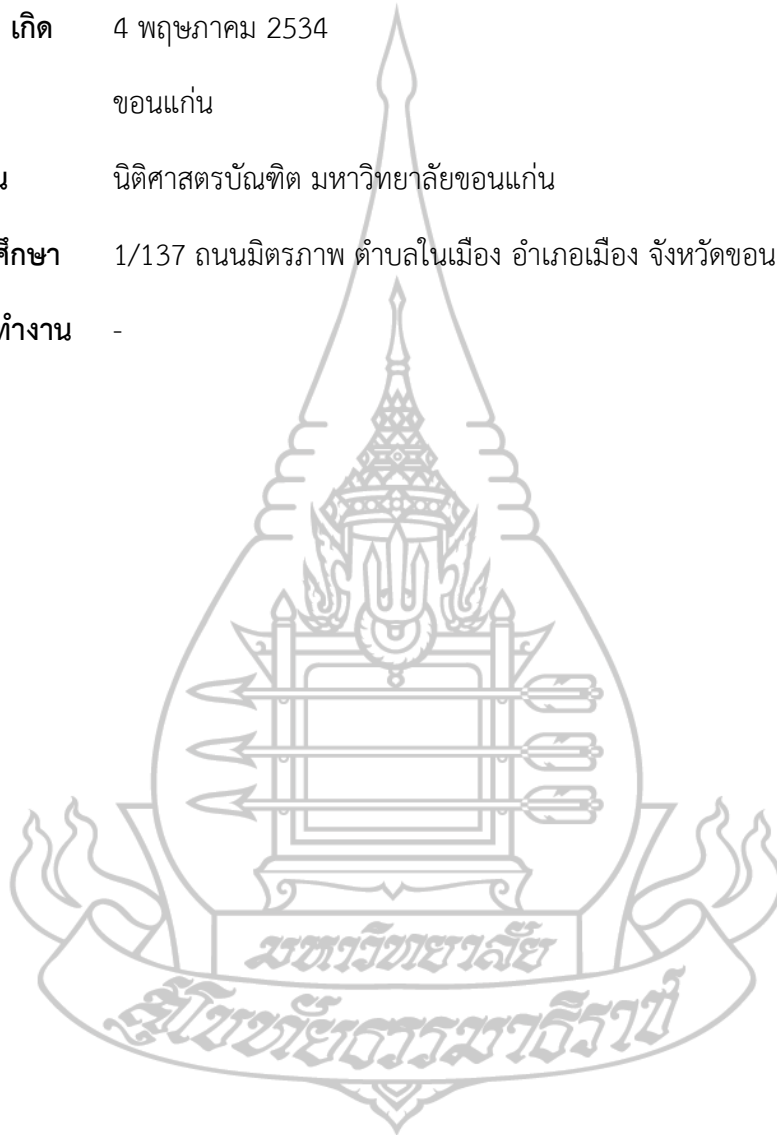 เกิด 4 พฤษภาคม 2534
ขอนแก่น
น นิติศาสตรบัณฑิต มหาวิทยาลัยขอนแก่น
ศึกษา 1/137 ถนนมิตรภาพ ตำบลในเมือง อำเภอเมือง จังหวัดขอน
ทำงาน -
มหาวิทยาลัย
สุโขทัยธรรมาธิราช